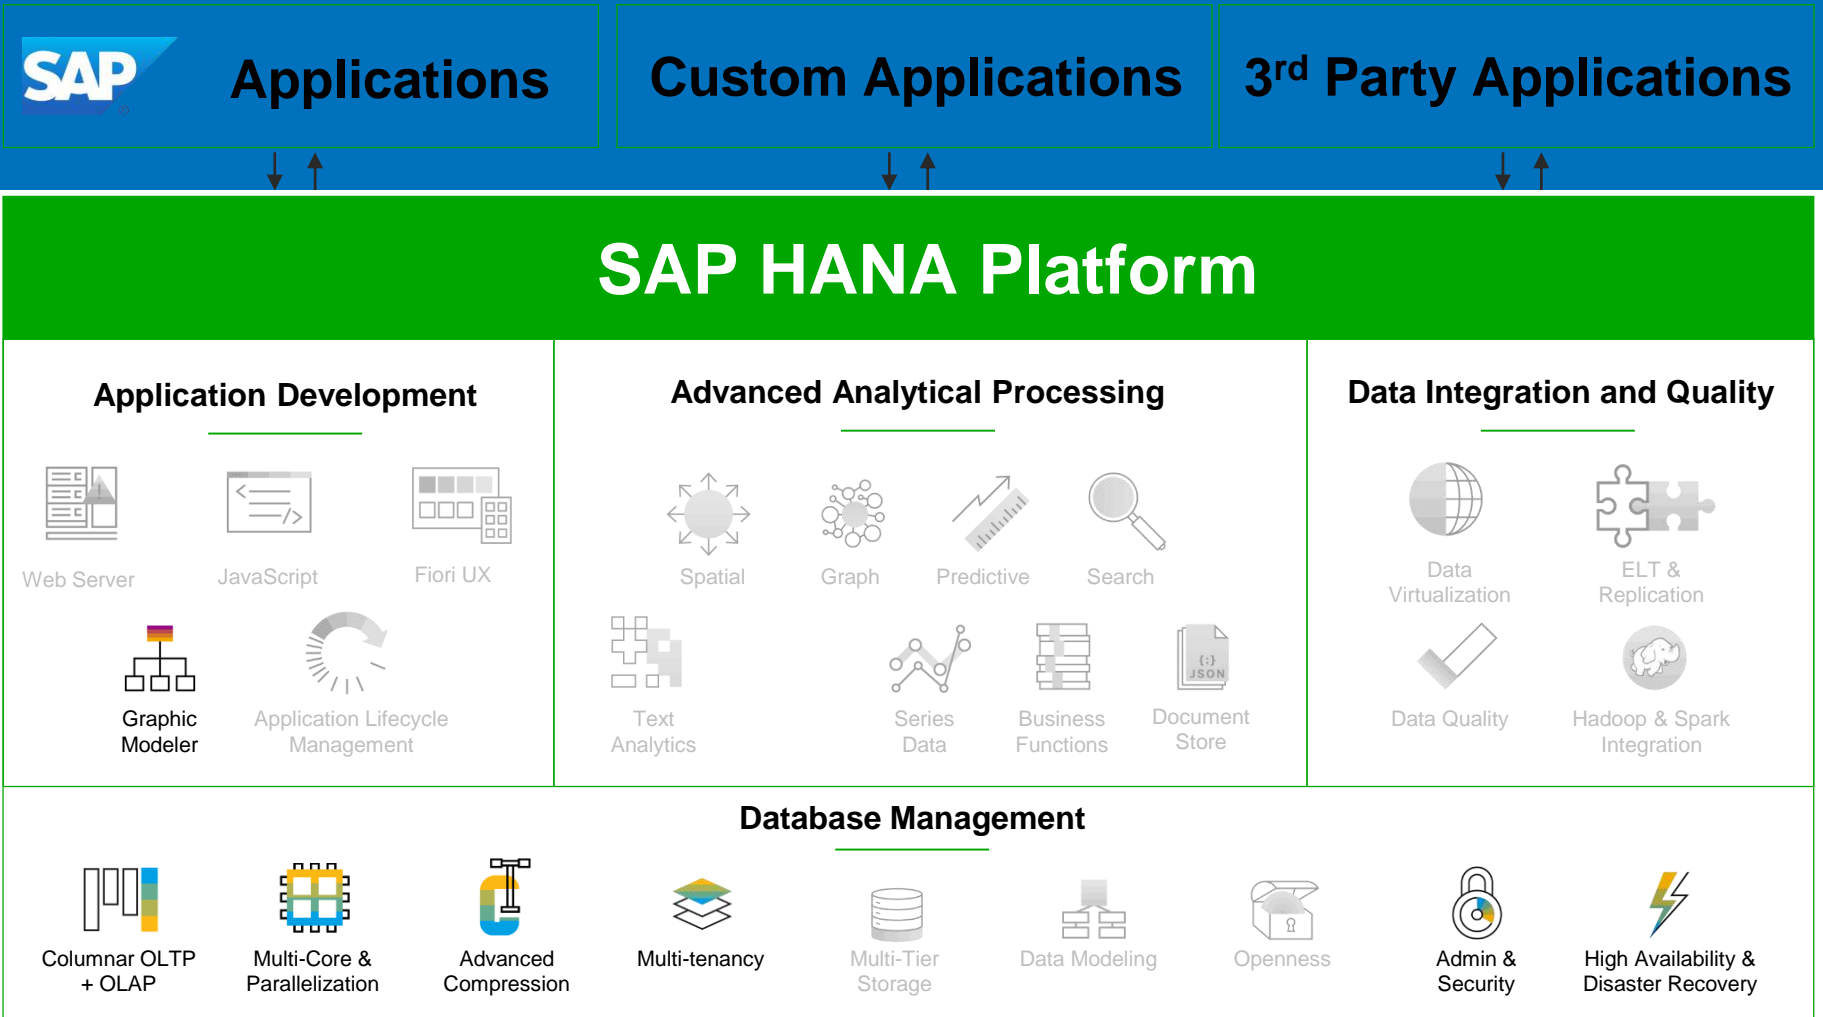 SAP Applications
Custom Applications
3rd Party Applications
SAP HANA Platform
Application Development
Web Server
JavaScript
Fiori UX
Graphic
Modeler
Application Lifecycle
Management
Advanced Analytical Processing
Spatial
Graph
Predictive
Search
Text
Analytics
Series
Data
Business
Functions
{:}
JSON
Document
Store
Data Integration and Quality
Data
Virtualization
ELT &
Replication
Data Quality
Hadoop & Spark
Integration
Database Management
Columnar OLTP
+ OLAP
Multi-Core &
Parallelization
Advanced
Compression
Multi-tenancy
Multi-Tier
Storage
Data Modeling
Openness
Admin &
Security
High Availability &
Disaster Recovery